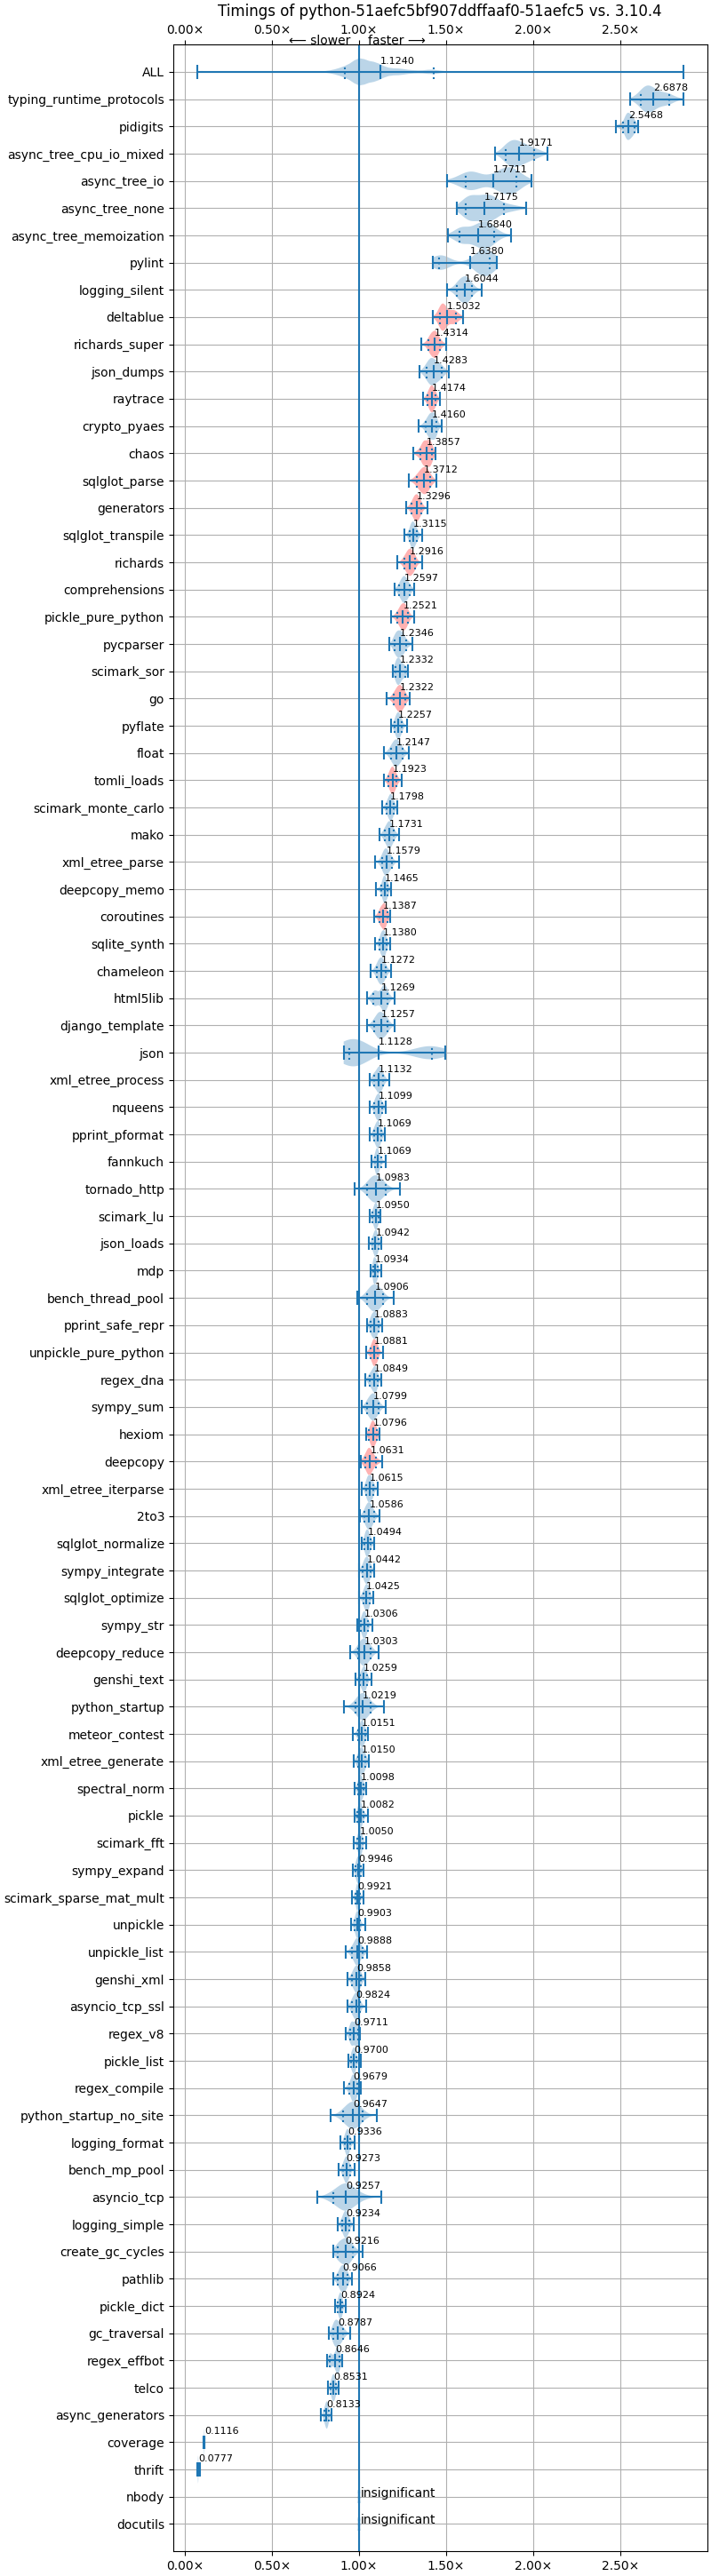 Timings of python-51aefc5bf907ddffaaf0-51aefc5 vs. 3.10.4
0.00× 0.50× 1.00× 1.50× 2.00× 2.50×
⟵ slower faster ⟶
ALL 1.1240
typing_runtime_protocols 2.6878
pidigits 2.5468
async_tree_cpu_io_mixed 1.9171
async_tree_io 1.7711
async_tree_none 1.7175
async_tree_memoization 1.6840
pylint 1.6380
logging_silent 1.6044
deltablue 1.5032
richards_super 1.4314
json_dumps 1.4283
raytrace 1.4174
crypto_pyaes 1.4160
chaos 1.3857
sqlglot_parse 1.3712
generators 1.3296
sqlglot_transpile 1.3115
richards 1.2916
comprehensions 1.2597
pickle_pure_python 1.2521
pycparser 1.2346
scimark_sor 1.2332
go 1.2322
pyflate 1.2257
float 1.2147
tomli_loads 1.1923
scimark_monte_carlo 1.1798
mako 1.1731
xml_etree_parse 1.1579
deepcopy_memo 1.1465
coroutines 1.1387
sqlite_synth 1.1380
chameleon 1.1272
html5lib 1.1269
django_template 1.1257
json 1.1128
xml_etree_process 1.1132
nqueens 1.1099
pprint_pformat 1.1069
fannkuch 1.1069
tornado_http 1.0983
scimark_lu 1.0950
json_loads 1.0942
mdp 1.0934
bench_thread_pool 1.0906
pprint_safe_repr 1.0883
unpickle_pure_python 1.0881
regex_dna 1.0849
sympy_sum 1.0799
hexiom 1.0796
deepcopy 1.0631
xml_etree_iterparse 1.0615
2to3 1.0586
sqlglot_normalize 1.0494
sympy_integrate 1.0442
sqlglot_optimize 1.0425
sympy_str 1.0306
deepcopy_reduce 1.0303
genshi_text 1.0259
python_startup 1.0219
meteor_contest 1.0151
xml_etree_generate 1.0150
spectral_norm 1.0098
pickle 1.0082
scimark_fft 1.0050
sympy_expand 0.9946
scimark_sparse_mat_mult 0.9921
unpickle 0.9903
unpickle_list 0.9888
genshi_xml 0.9858
asyncio_tcp_ssl 0.9824
regex_v8 0.9711
pickle_list 0.9700
regex_compile 0.9679
python_startup_no_site 0.9647
logging_format 0.9336
bench_mp_pool 0.9273
asyncio_tcp 0.9257
logging_simple 0.9234
create_gc_cycles 0.9216
pathlib 0.9066
pickle_dict 0.8924
gc_traversal 0.8787
regex_effbot 0.8646
telco 0.8531
async_generators 0.8133
coverage 0.1116
thrift 0.0777
nbody insignificant
docutils insignificant
0.00× 0.50× 1.00× 1.50× 2.00× 2.50×